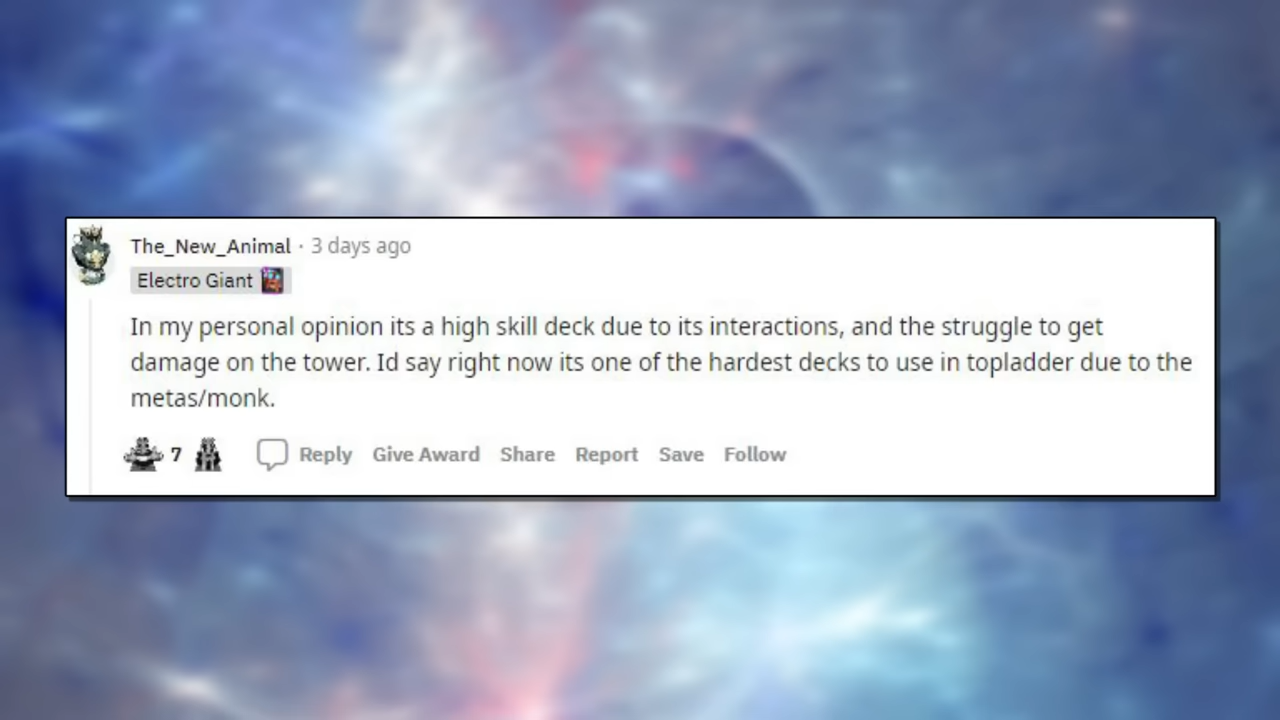 The_New_Animal · 3 days ago
Electro Giant
In my personal opinion its a high skill deck due to its interactions, and the struggle to get
damage on the tower. Id say right now its one of the hardest decks to use in topladder due to the
metas/monk.
7 Reply Give Award Share Report Save Follow